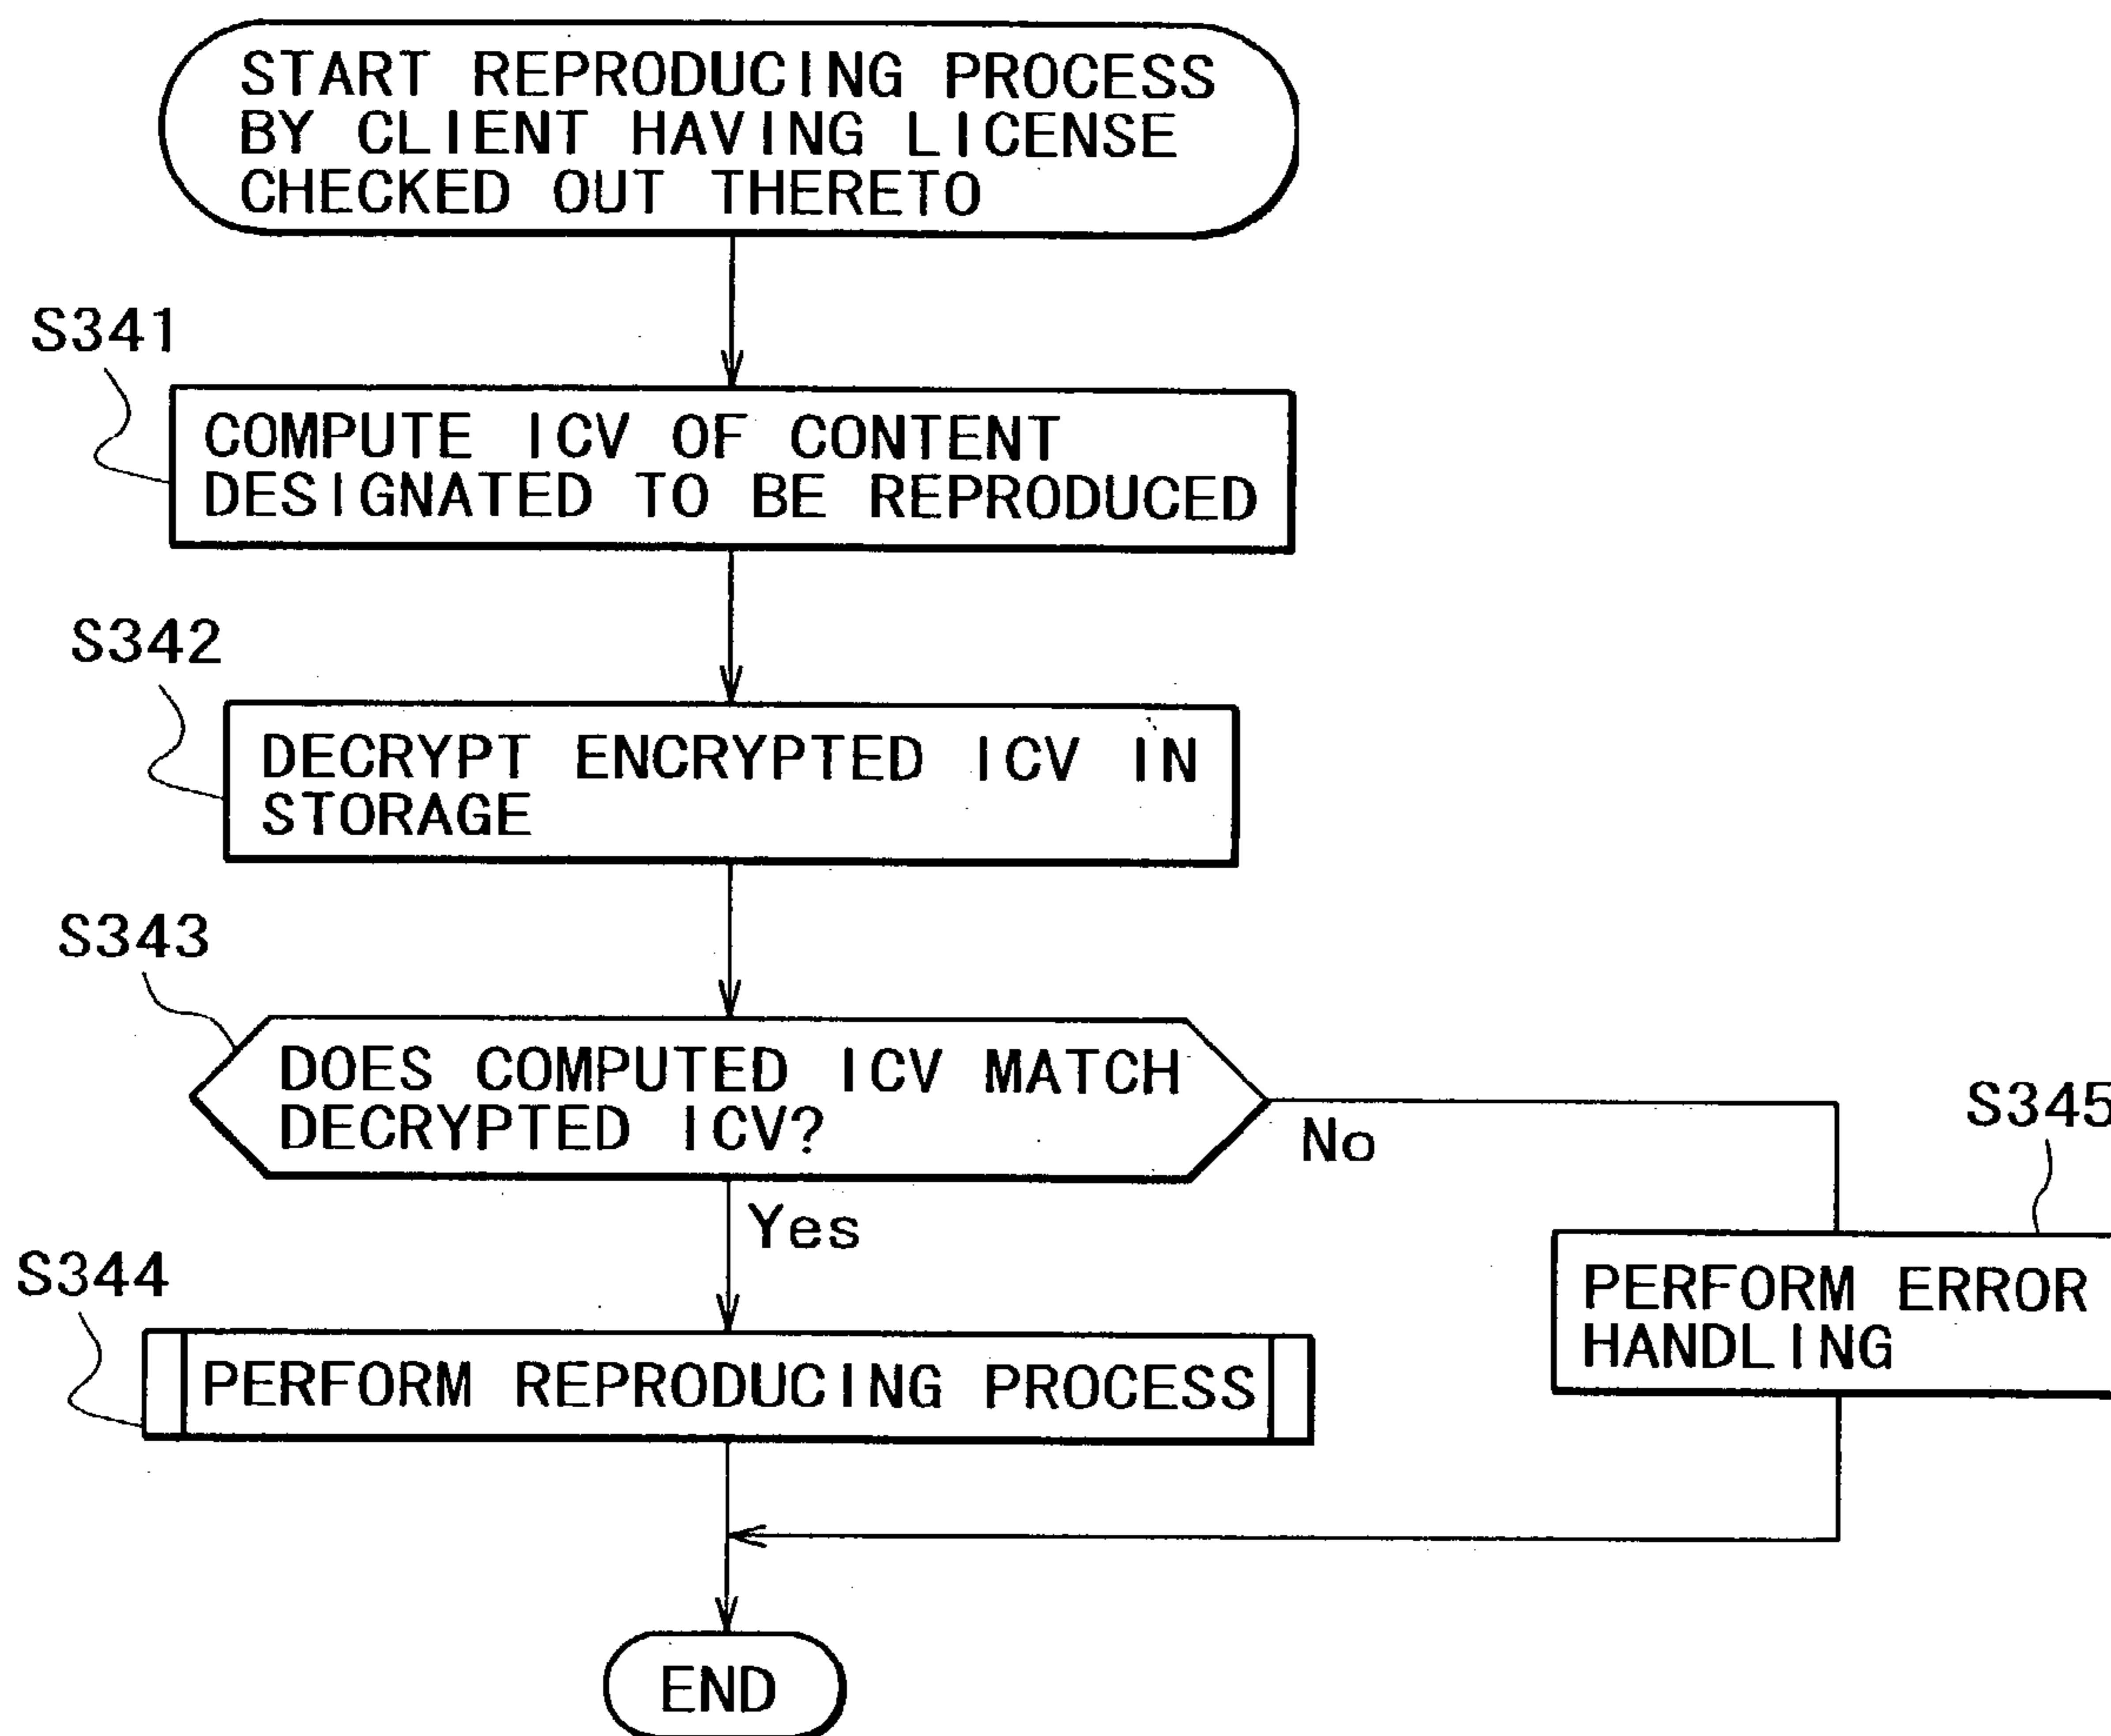 START REPRODUCING PROCESS
BY CLIENT HAVING LICENSE
CHECKED OUT THERETO
S341
COMPUTE ICV OF CONTENT
DESIGNATED TO BE REPRODUCED
S342
DECRYPT ENCRYPTED ICV IN
STORAGE
S343
DOES COMPUTED ICV MATCH
DECRYPTED ICV?
No
Yes
S345
PERFORM ERROR
HANDLING
S344
PERFORM REPRODUCING PROCESS
END